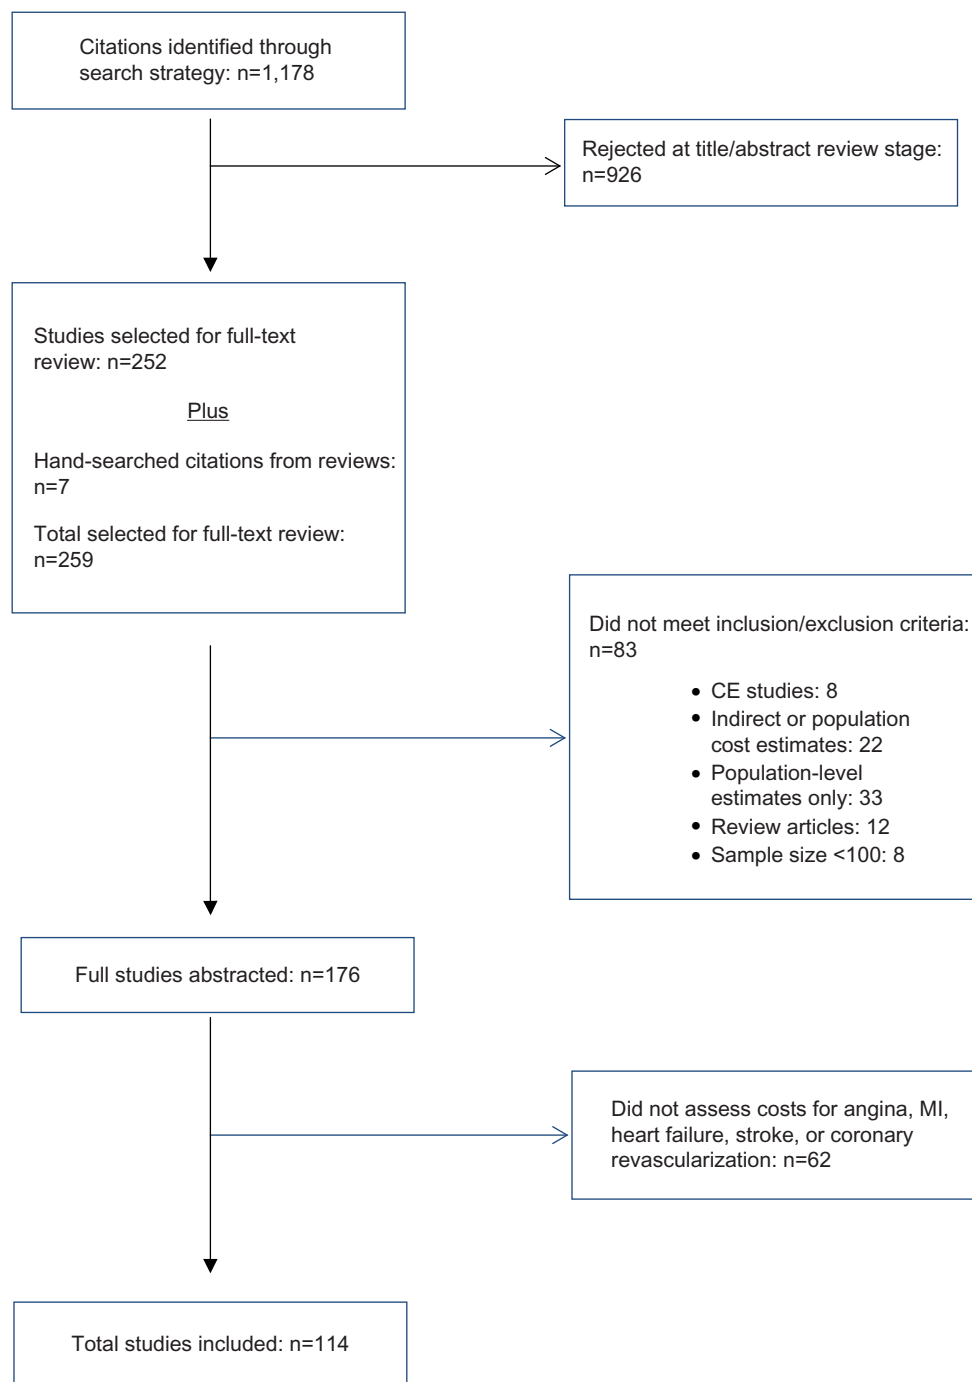 Citations identified through
search strategy: n=1,178
Rejected at title/abstract review stage:
n=926
Studies selected for full-text
review: n=252
Plus
Hand-searched citations from reviews:
n=7
Total selected for full-text review:
n=259
Did not meet inclusion/exclusion criteria:
n=83
• CE studies: 8
• Indirect or population
cost estimates: 22
• Population-level
estimates only: 33
• Review articles: 12
• Sample size <100: 8
Full studies abstracted: n=176
Did not assess costs for angina, MI,
heart failure, stroke, or coronary
revascularization: n=62
Total studies included: n=114